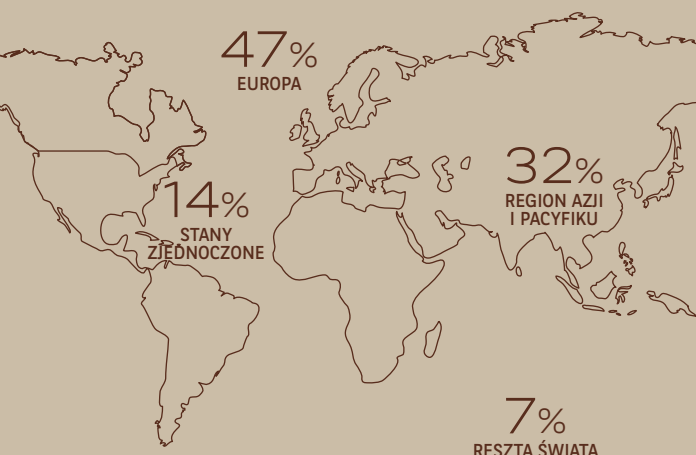 47%
EUROPA
32%
REGION AZJI
I PACYFIKU
14%
STANY
ZJEDNOCZONE
7%
RESZTA ŚWIATA